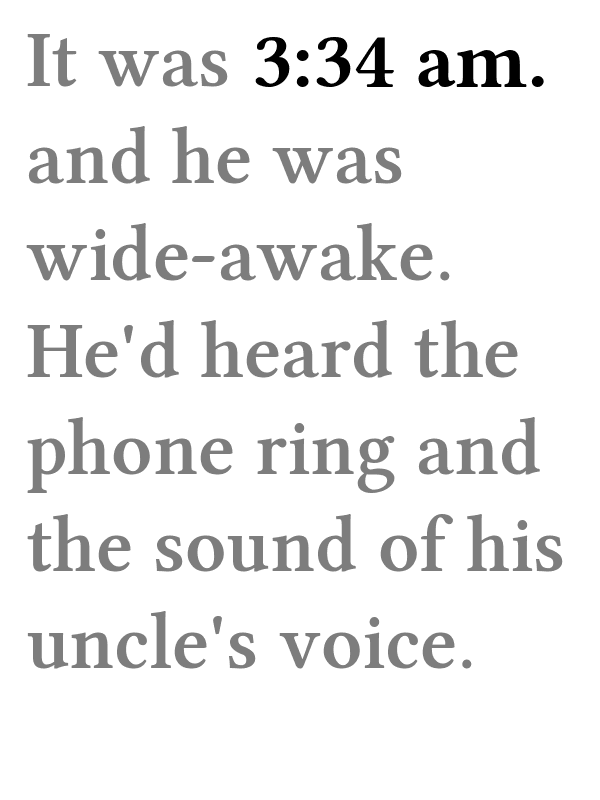 It was 3:34 am.
and he was
wide-awake.
He'd heard the
phone ring and
the sound of his
uncle's voice.